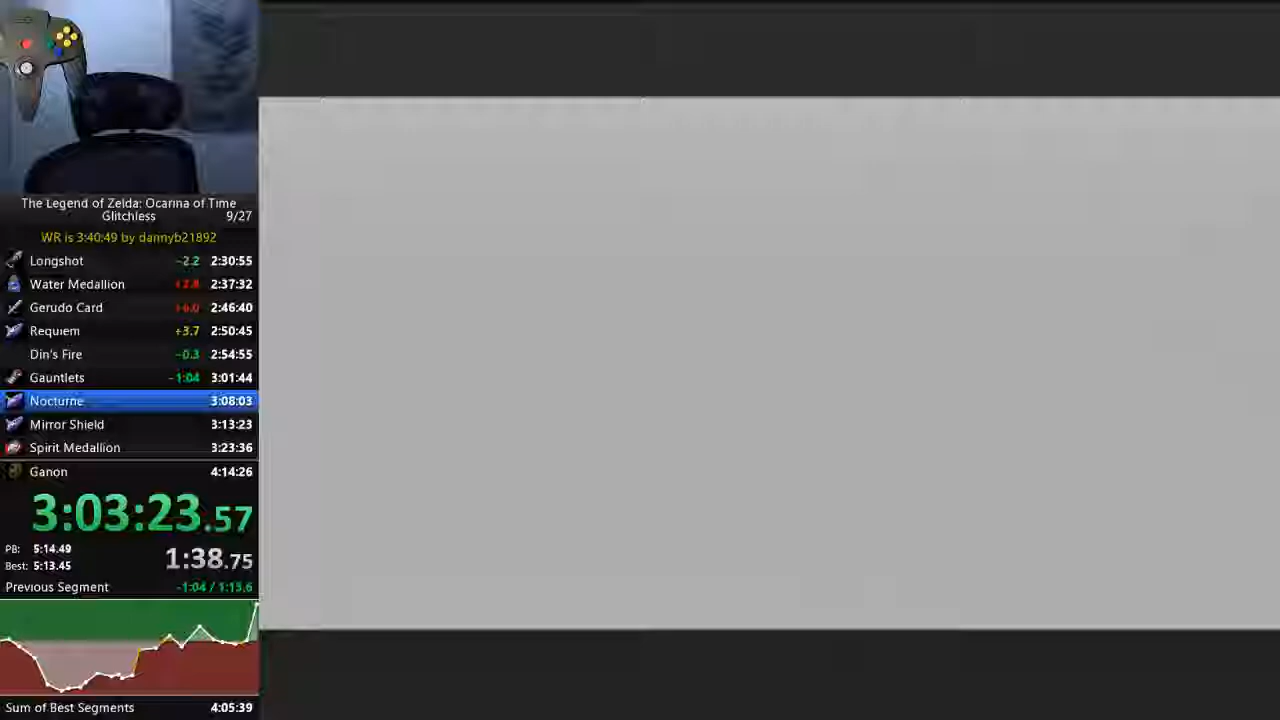 The Legend of Zelda: Ocarina of Time
Glitchless 9/27
WR is 3:40:49 by dannyb21892
Longshot -2.2 2:30:55
Water Medallion +2.8 2:37:32
Gerudo Card +6.0 2:46:40
Requiem +3.7 2:50:45
Din's Fire -0.3 2:54:55
Gauntlets -1:04 3:01:44
Nocturne 3:08:03
Mirror Shield 3:13:23
Spirit Medallion 3:23:36
Ganon 4:14:26
3:03:23.57
PB: 5:14.49
1:38.75
Best: 5:13.45
Previous Segment -1:04 / 1:15.6
Sum of Best Segments 4:05:39